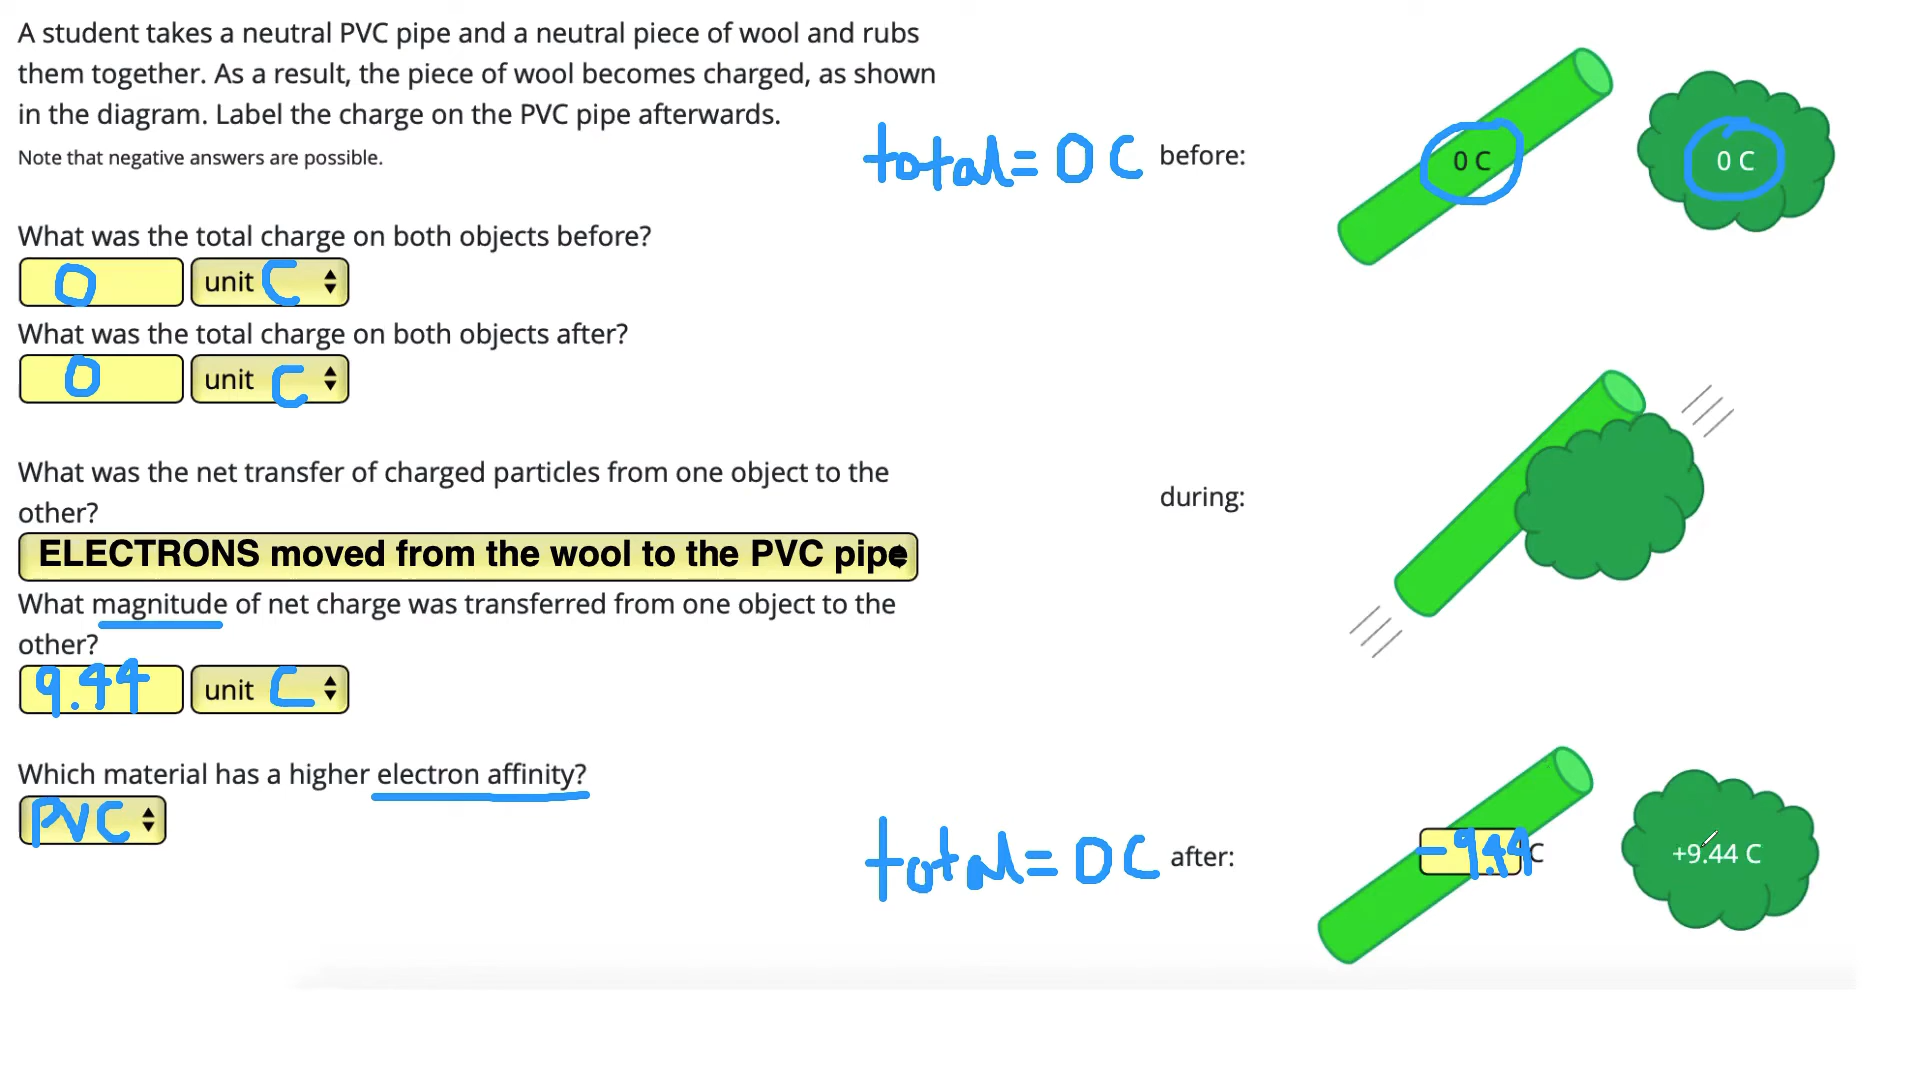 A student takes a neutral PVC pipe and a neutral piece of wool and rubs
them together. As a result, the piece of wool becomes charged, as shown
in the diagram. Label the charge on the PVC pipe afterwards.
Note that negative answers are possible.
What was the total charge on both objects before?
0 unit C
What was the total charge on both objects after?
0 unit C
What was the net transfer of charged particles from one object to the
other?
ELECTRONS moved from the wool to the PVC pipe
What magnitude of net charge was transferred from one object to the
other?
9.44 unit C
Which material has a higher electron affinity?
PVC
total = 0 C before: 0 C 0 C
during:
total = 0 C after: -9.44 C +9.44 C